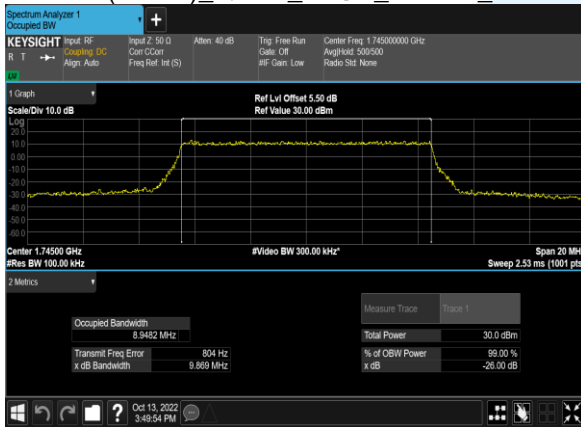 Spectrum Analyzer 1
Occupied BW
KEYSIGHT Input: RF Input Z: 50 Ω Atten: 40 dB Trig: Free Run Center Freq: 1.745000000 GHz
R T Coupling: DC Corr CCorr Gate: Off Avg|Hold: 500/500
Align: Auto Freq Ref: Int (S) #IF Gain: Low Radio Std: None
1 Graph
Ref Lvl Offset 5.50 dB
Scale/Div 10.0 dB Ref Value 30.00 dBm
Log
20.0
10.0
0.00
-10.0
-20.0
-30.0
-40.0
-50.0
-60.0
Center 1.74500 GHz #Video BW 300.00 kHz* Span 20 MH
#Res BW 100.00 kHz Sweep 2.53 ms (1001 pts
2 Metrics
Measure Trace Trace 1
Occupied Bandwidth
8.9482 MHz Total Power 30.0 dBm
Transmit Freq Error 804 Hz % of OBW Power 99.00 %
x dB Bandwidth 9.869 MHz x dB -26.00 dB
? Oct 13, 2022
3:49:54 PM